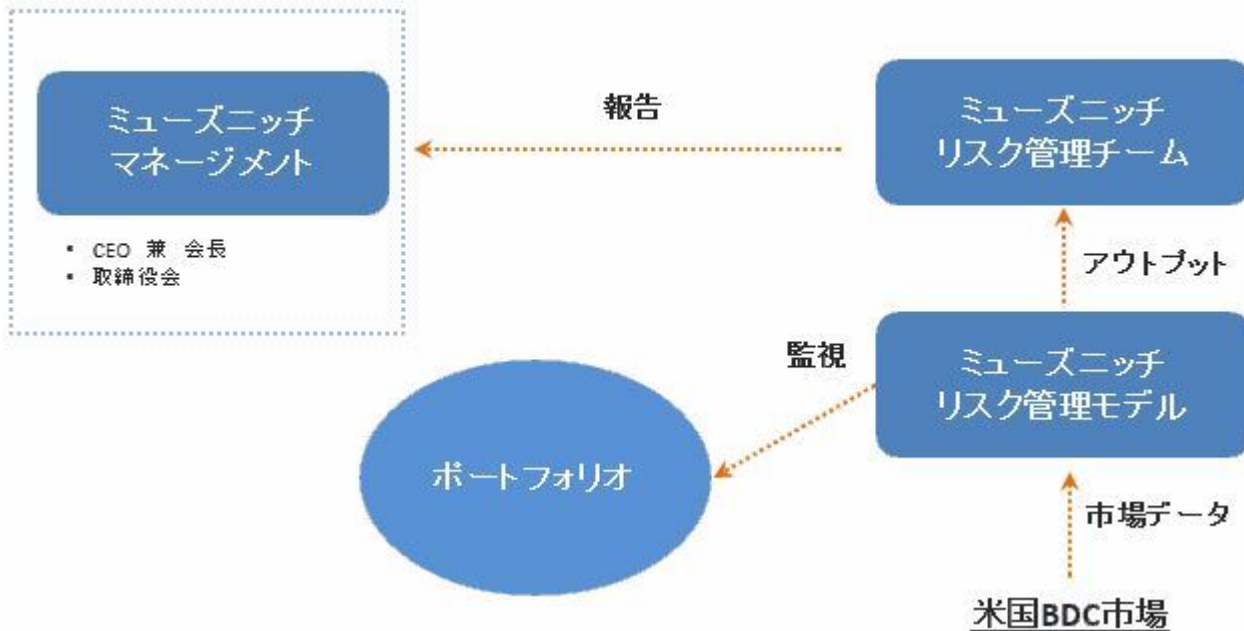 ミューズニッチ
マネージメント
• CEO 兼 会長
• 取締役会
報告
ミューズニッチ
リスク管理チーム
アウトプット
ミューズニッチ
リスク管理モデル
監視
ポートフォリオ
市場データ
米国BDC市場